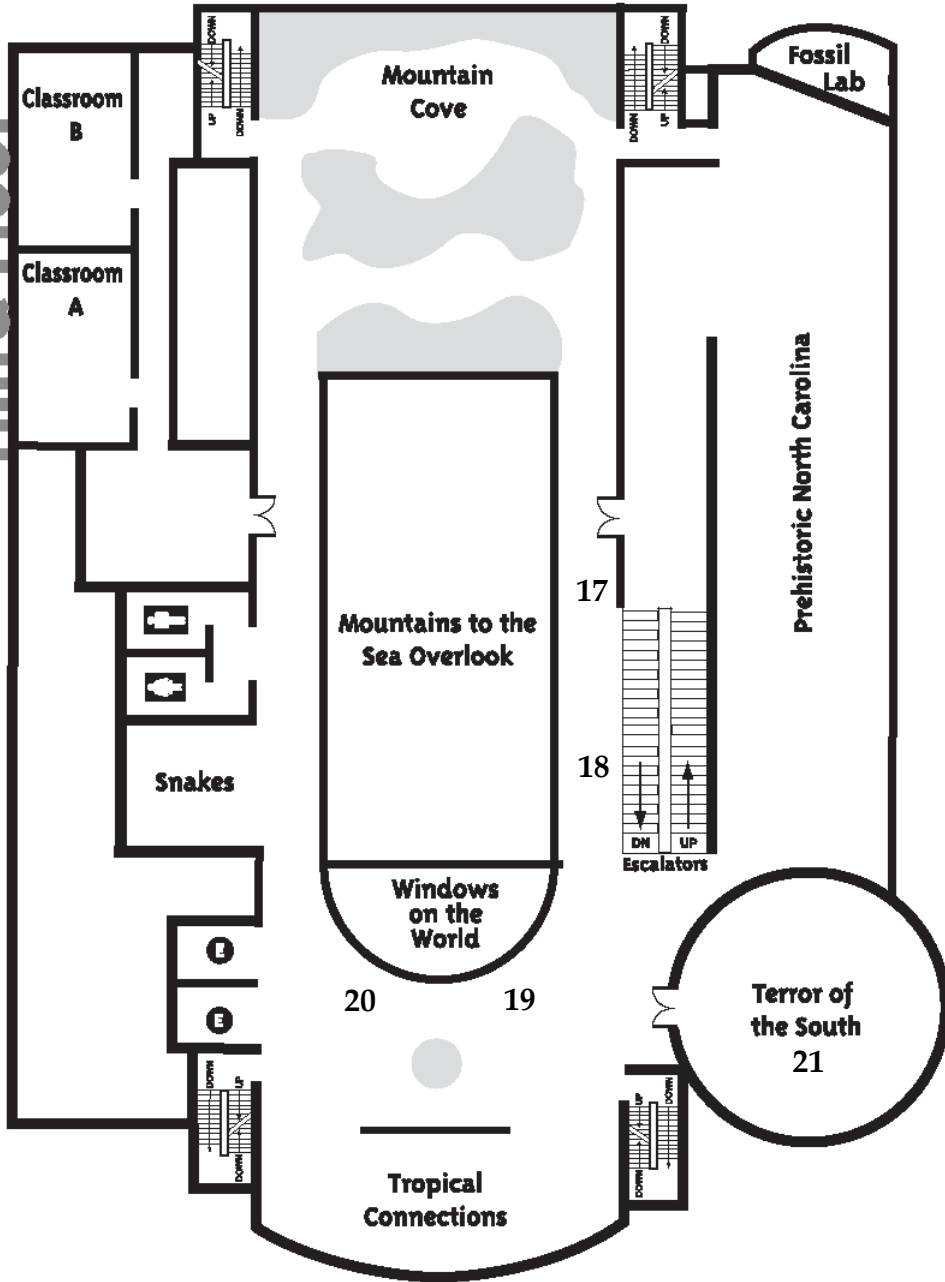 DOWN
UP
DOWN
Mountain
Cove
DOWN
DOWN
UP
Fossil
Lab
Classroom
B
Classroom
A
Prehistoric North Carolina
17
Mountains to the
Sea Overlook
18
Snakes
DN
UP
Escalators
Windows
on the
World
E
E
20
19
Terror of
the South
21
DOWN
UP
DOWN
UP
DOWN
DOWN
Tropical
Connections